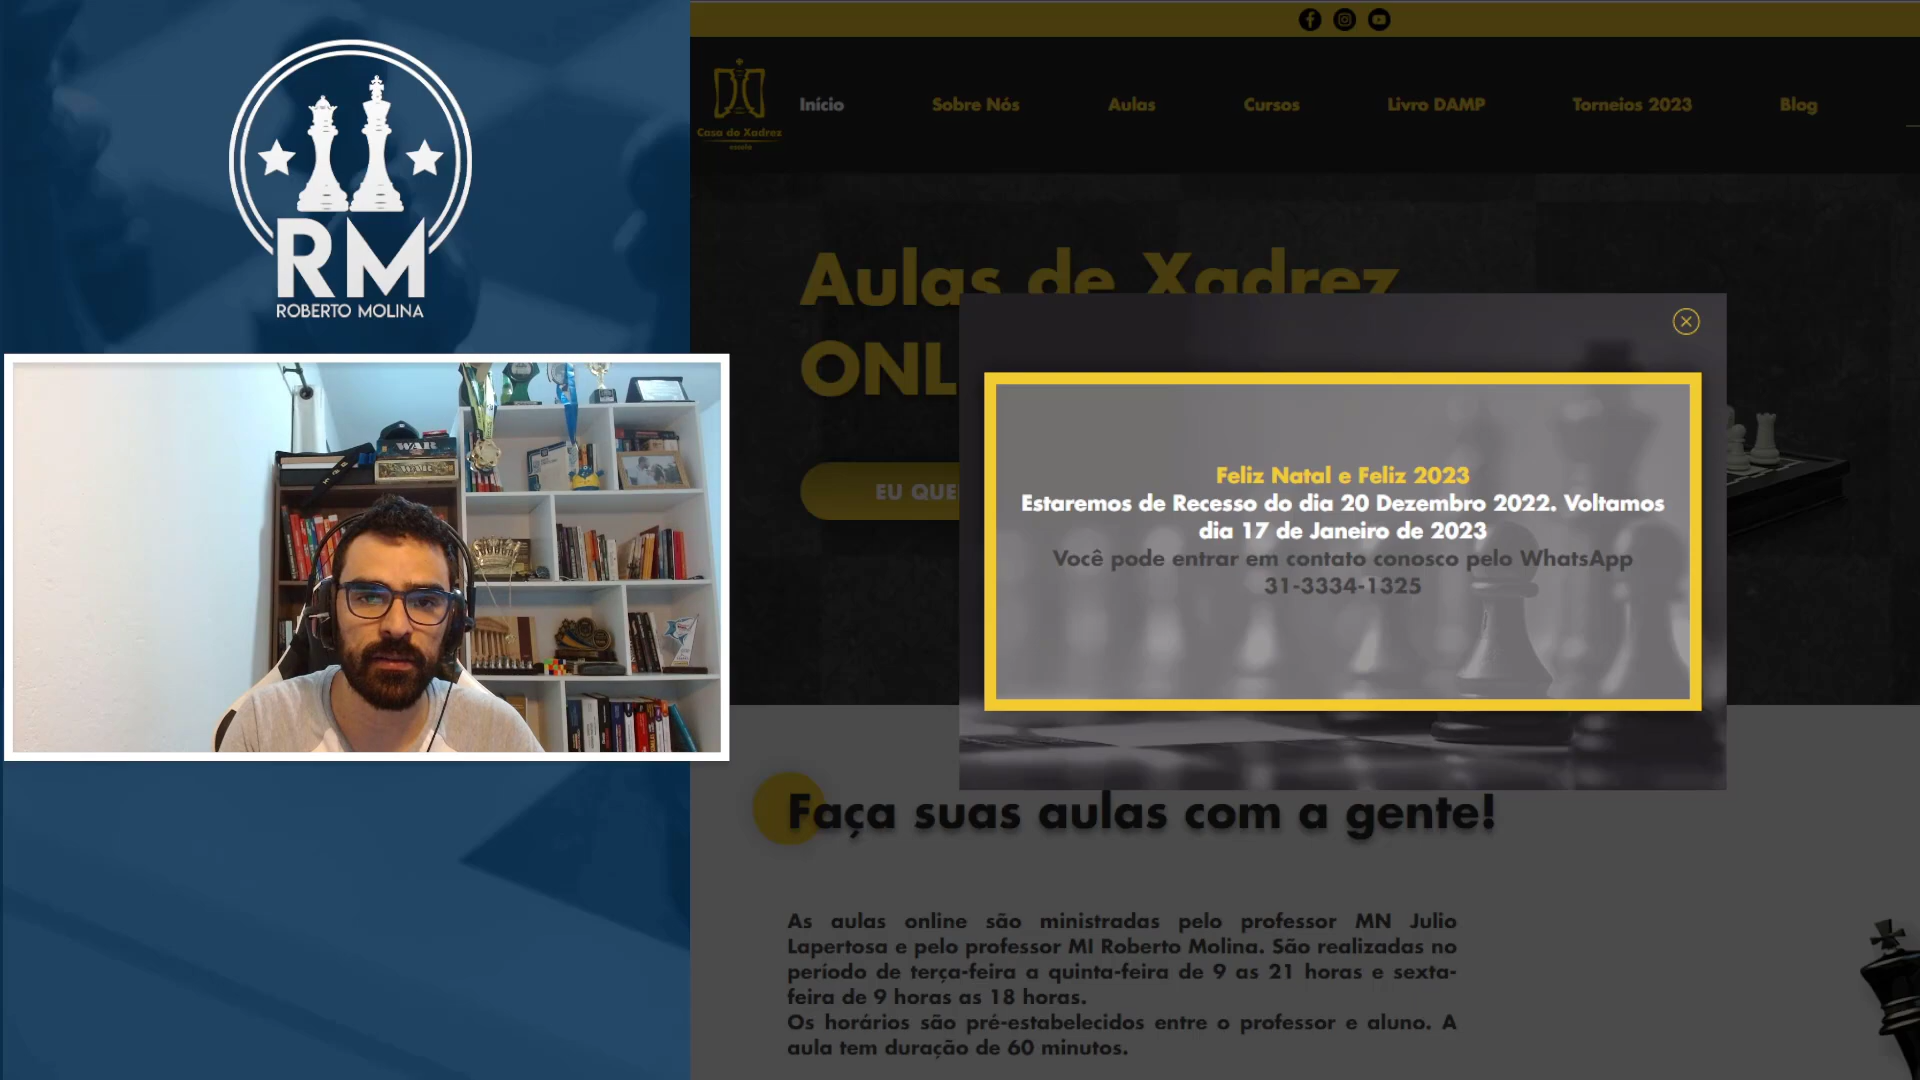 RM
ROBERTO MOLINA
WAR
WAR
Casa do Xadrez
escola
Início
Sobre Nós
Aulas
Cursos
Livro DAMP
Torneios 2023
Blog
Aulas de Xadrez
ONL
EU QUE
Feliz Natal e Feliz 2023
Estaremos de Recesso do dia 20 Dezembro 2022. Voltamos
dia 17 de Janeiro de 2023
Você pode entrar em contato conosco pelo WhatsApp
31-3334-1325
Faça suas aulas com a gente!
As aulas online são ministradas pelo professor MN Julio
Lapertosa e pelo professor MI Roberto Molina. São realizadas no
período de terça-feira a quinta-feira de 9 as 21 horas e sexta-
feira de 9 horas as 18 horas.
Os horários são pré-estabelecidos entre o professor e aluno. A
aula tem duração de 60 minutos.